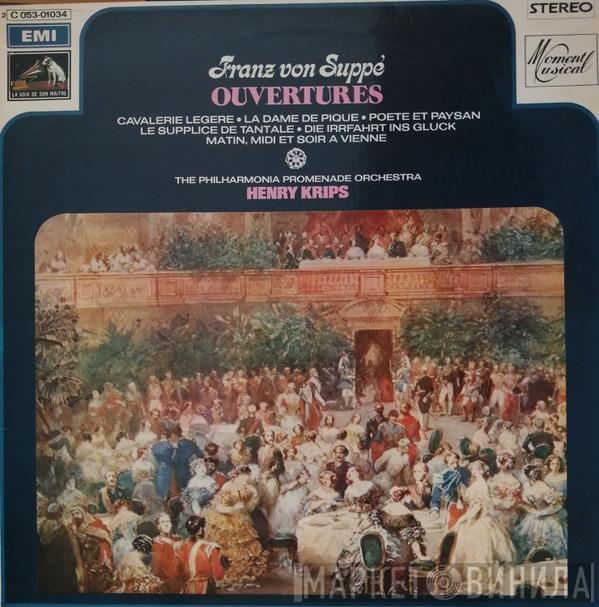 2 C 053-01034
EMI
LA VOIX DE SON MAITRE
STEREO
Moment Musical
Franz von Suppé
OUVERTURES
CAVALERIE LEGERE • LA DAME DE PIQUE • POETE ET PAYSAN
LE SUPPLICE DE TANTALE • DIE IRRFAHRT INS GLUCK
MATIN, MIDI ET SOIR A VIENNE
THE PHILHARMONIA PROMENADE ORCHESTRA
HENRY KRIPS
МАРКЕТ ВИНИЛА